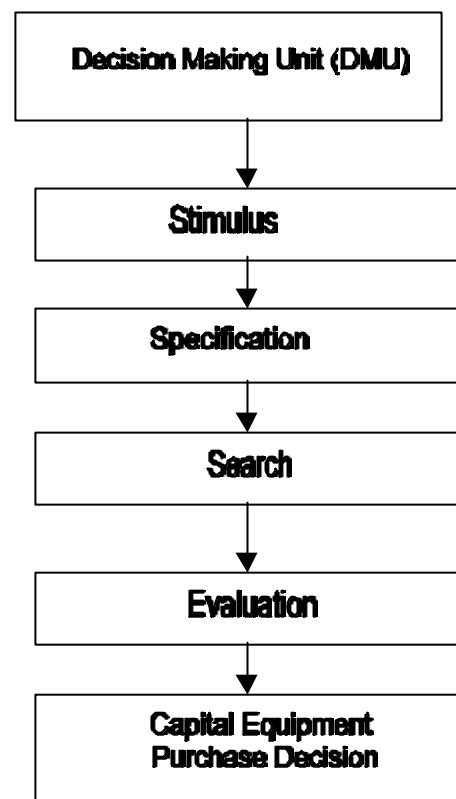 Decision Making Unit (DMU)
Stimulus
Specification
Search
Evaluation
Capital Equipment
Purchase Decision